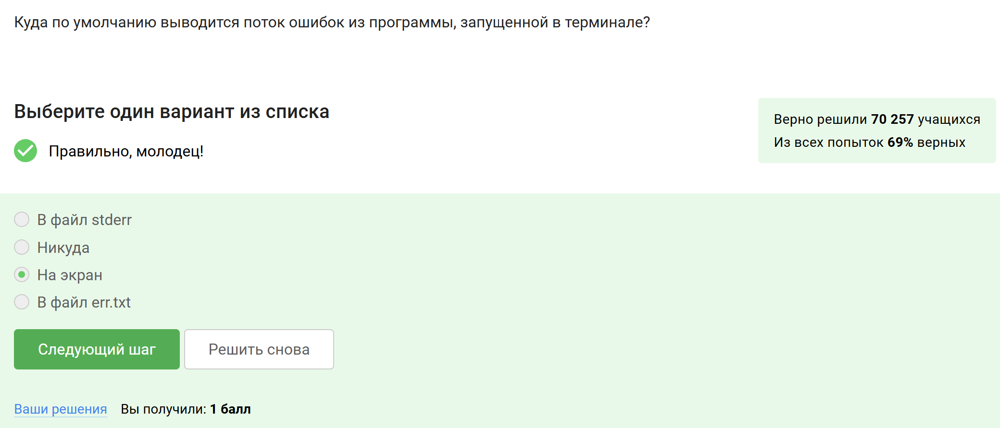 Куда по умолчанию выводится поток ошибок из программы, запущенной в терминале?
Выберите один вариант из списка
Правильно, молодец!
Верно решили 70 257 учащихся
Из всех попыток 69% верных
В файл stderr
Никуда
На экран
В файл err.txt
Следующий шаг
Решить снова
Ваши решения Вы получили: 1 балл